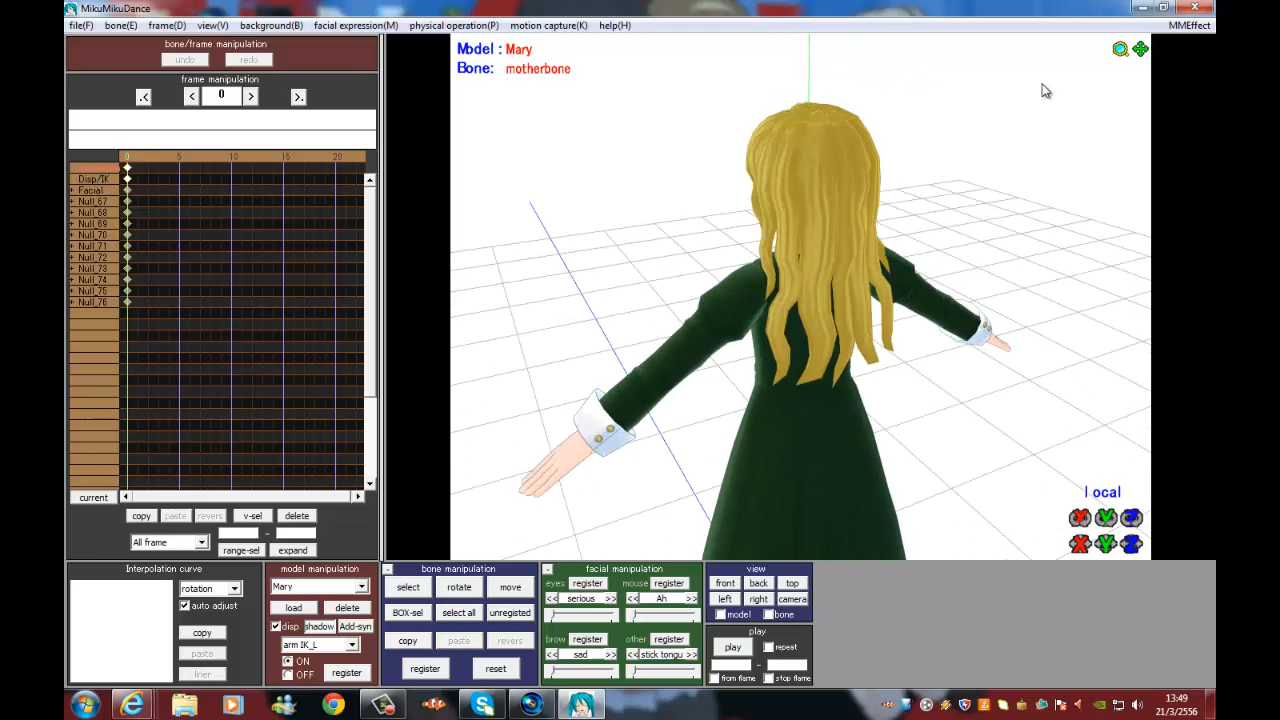 MikuMikuDance
file(F) bone(E) frame(D) view(V) background(B) facial expression(M) physical operation(P) motion capture(K) help(H) MMEffect
bone/frame manipulation
undo redo
frame manipulation
.< < 0 > >.
0 5 10 15 20
Disp/IK
+ Facial
+ Null_67
+ Null_68
+ Null_69
+ Null_70
+ Null_71
+ Null_72
+ Null_73
+ Null_74
+ Null_75
+ Null_76
current
copy paste revers v-sel delete
All frame -
range-sel expand
Model : Mary
Bone: motherbone
local
X Y Z
X Y Z
Interpolation curve
rotation
auto adjust
copy
paste
liner
model manipulation
Mary
load delete
disp shadow Add-syn
arm IK_L
ON
OFF register
- bone manipulation
select rotate move
BOX-sel select all unregisted
copy paste revers
register reset
- facial manipulation
eyes register mouse register
<< serious >> << Ah >>
brow register other register
<< sad >> << stick tongu >>
view
front back top
left right camera
model bone
play
play repeat
-
from flame stop flame
13:49
21/3/2556